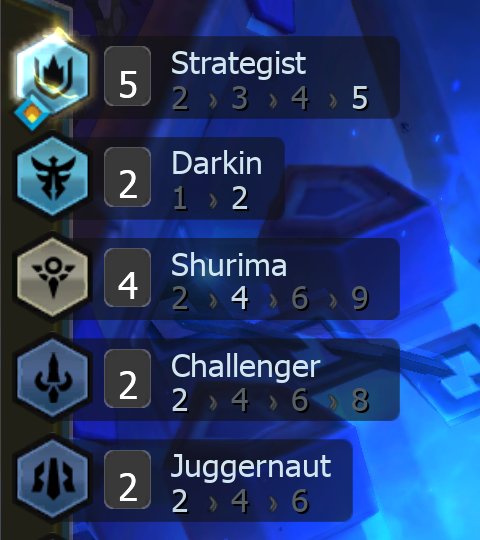 Strategist
5
2 › 3 › 4 › 5
Darkin
2
1 › 2
Shurima
4
2 › 4 › 6 › 9
Challenger
2
2 › 4 › 6 › 8
Juggernaut
2
2 › 4 › 6